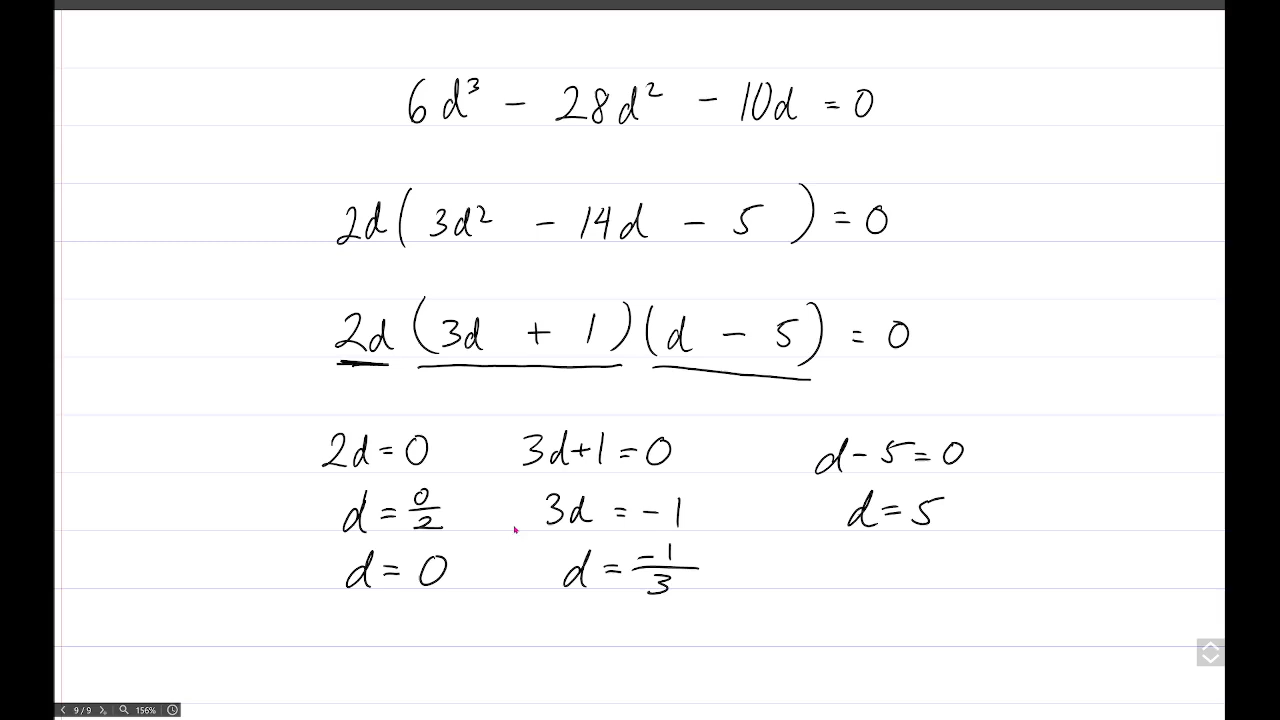 6d³ - 28d² - 10d = 0
2d(3d² - 14d - 5) = 0
2d(3d + 1)(d - 5) = 0
2d = 0 3d+1 = 0 d - 5 = 0
d = 0/2 3d = -1 d = 5
d = 0 d = -1/3
9/9 156%